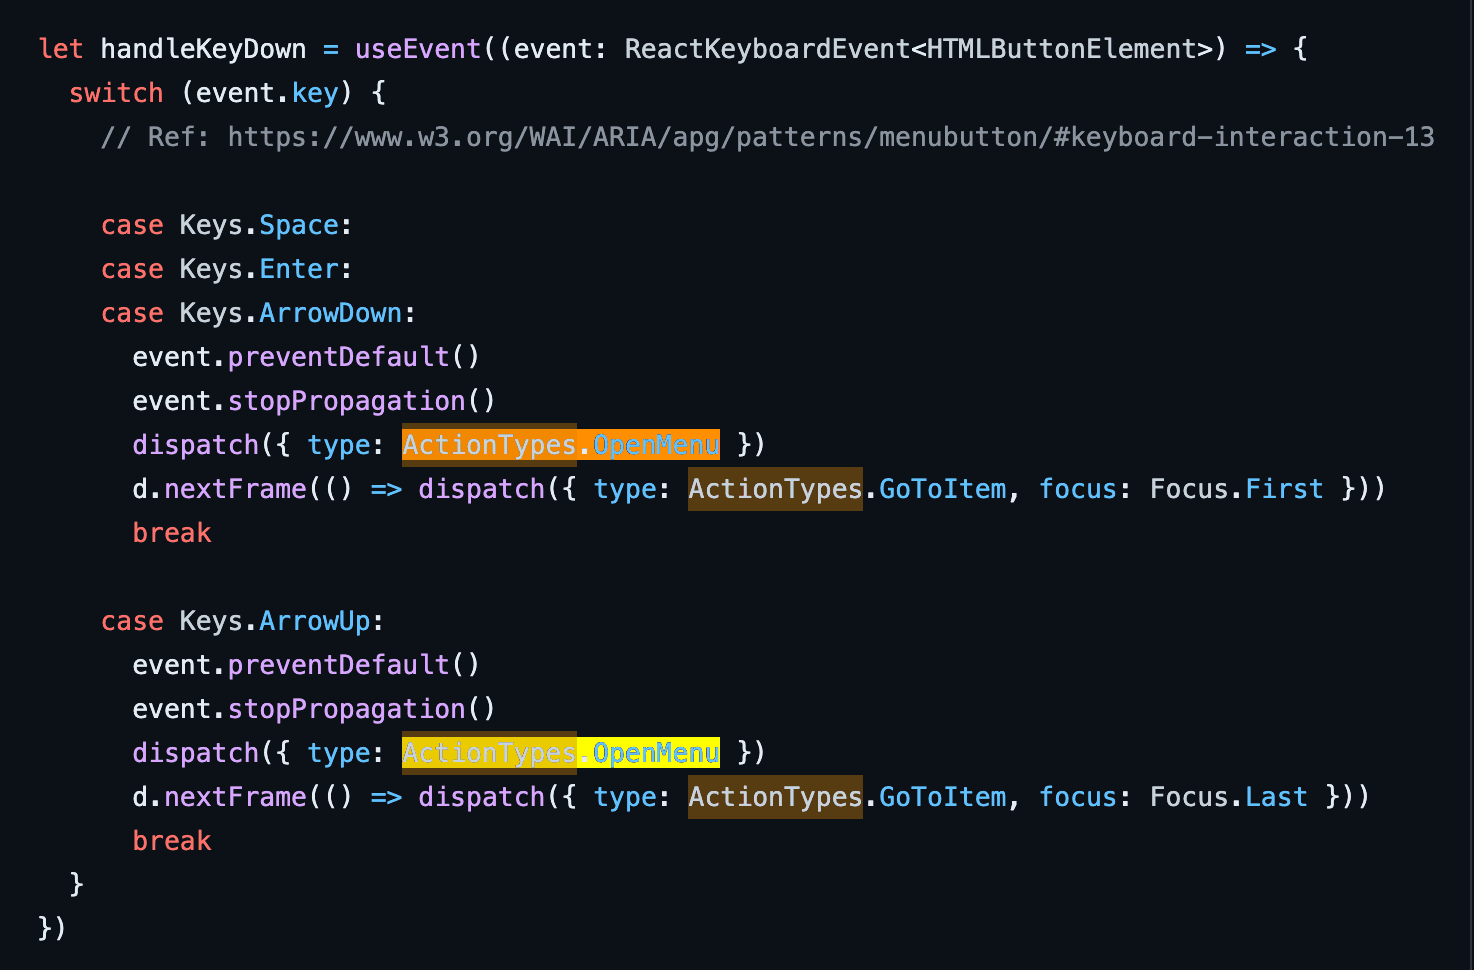 let handleKeyDown = useEvent((event: ReactKeyboardEvent<HTMLButtonElement>) => {
  switch (event.key) {
    // Ref: https://www.w3.org/WAI/ARIA/apg/patterns/menubutton/#keyboard-interaction-13

    case Keys.Space:
    case Keys.Enter:
    case Keys.ArrowDown:
      event.preventDefault()
      event.stopPropagation()
      dispatch({ type: ActionTypes.OpenMenu })
      d.nextFrame(() => dispatch({ type: ActionTypes.GoToItem, focus: Focus.First }))
      break

    case Keys.ArrowUp:
      event.preventDefault()
      event.stopPropagation()
      dispatch({ type: ActionTypes.OpenMenu })
      d.nextFrame(() => dispatch({ type: ActionTypes.GoToItem, focus: Focus.Last }))
      break
  }
})